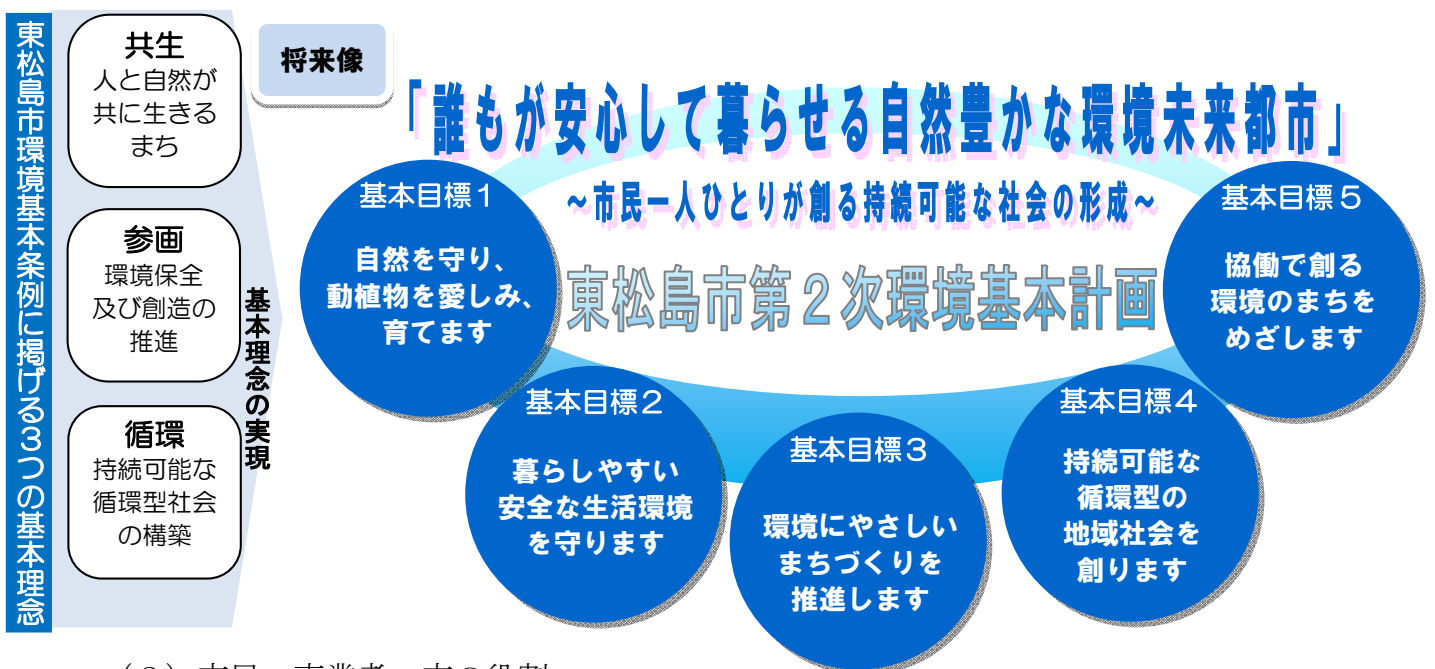 東松島市環境基本条例に掲げる3つの基本理念
共生
人と自然が
共に生きる
まち
参画
環境保全
及び創造の
推進
循環
持続可能な
循環型社会
の構築
基本理念の実現
将来像
「誰もが安心して暮らせる自然豊かな環境未来都市」
～市民一人ひとりが創る持続可能な社会の形成～
東松島市第２次環境基本計画
基本目標１
自然を守り、
動植物を愛しみ、
育てます
基本目標２
暮らしやすい
安全な生活環境
を守ります
基本目標３
環境にやさしい
まちづくりを
推進します
基本目標４
持続可能な
循環型の
地域社会を
創ります
基本目標５
協働で創る
環境のまちを
めざします